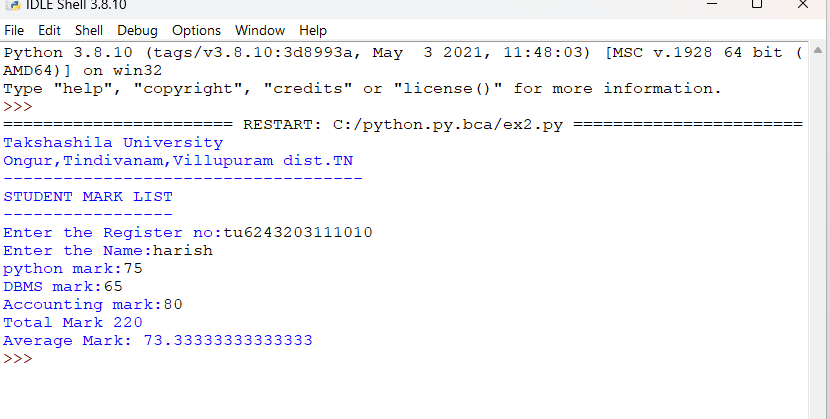 IDLE Shell 3.8.10
File Edit Shell Debug Options Window Help
Python 3.8.10 (tags/v3.8.10:3d8993a, May  3 2021, 11:48:03) [MSC v.1928 64 bit (
AMD64)] on win32
Type "help", "copyright", "credits" or "license()" for more information.
>>>
======================= RESTART: C:/python.py.bca/ex2.py =======================
Takshashila University
Ongur,Tindivanam,Villupuram dist.TN
------------------------------------
STUDENT MARK LIST
-----------------
Enter the Register no:tu6243203111010
Enter the Name:harish
python mark:75
DBMS mark:65
Accounting mark:80
Total Mark 220
Average Mark: 73.33333333333333
>>>